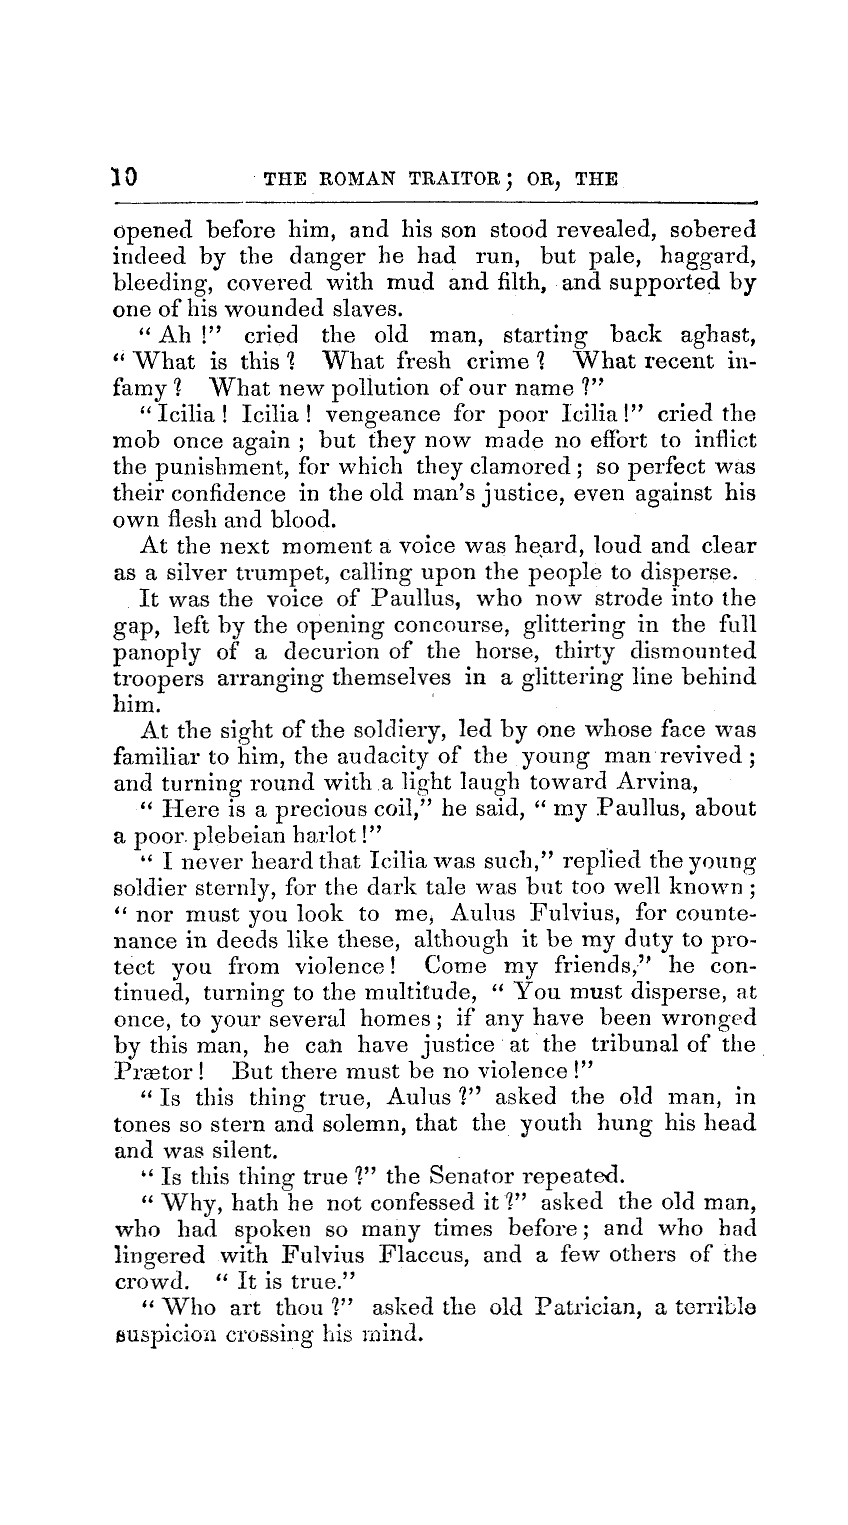 10 THE ROMAN TRAITOR; OR, THE
opened before him, and his son stood revealed, sobered
indeed by the danger he had run, but pale, haggard,
bleeding, covered with mud and filth, and supported by
one of his wounded slaves.
"Ah!" cried the old man, starting back aghast,
"What is this? What fresh crime? What recent in-
famy? What new pollution of our name?"
"Icilia! Icilia! vengeance for poor Icilia!" cried the
mob once again; but they now made no effort to inflict
the punishment, for which they clamored; so perfect was
their confidence in the old man's justice, even against his
own flesh and blood.
At the next moment a voice was heard, loud and clear
as a silver trumpet, calling upon the people to disperse.
It was the voice of Paullus, who now strode into the
gap, left by the opening concourse, glittering in the full
panoply of a decurion of the horse, thirty dismounted
troopers arranging themselves in a glittering line behind
him.
At the sight of the soldiery, led by one whose face was
familiar to him, the audacity of the young man revived;
and turning round with a light laugh toward Arvina,
"Here is a precious coil," he said, "my Paullus, about
a poor plebeian harlot!"
"I never heard that Icilia was such," replied the young
soldier sternly, for the dark tale was but too well known;
"nor must you look to me, Aulus Fulvius, for counte-
nance in deeds like these, although it be my duty to pro-
tect you from violence! Come my friends," he con-
tinued, turning to the multitude, "You must disperse, at
once, to your several homes; if any have been wronged
by this man, he can have justice at the tribunal of the
Prætor! But there must be no violence!"
"Is this thing true, Aulus?" asked the old man, in
tones so stern and solemn, that the youth hung his head
and was silent.
"Is this thing true?" the Senator repeated.
"Why, hath he not confessed it?" asked the old man,
who had spoken so many times before; and who had
lingered with Fulvius Flaccus, and a few others of the
crowd. "It is true."
"Who art thou?" asked the old Patrician, a terrible
suspicion crossing his mind.